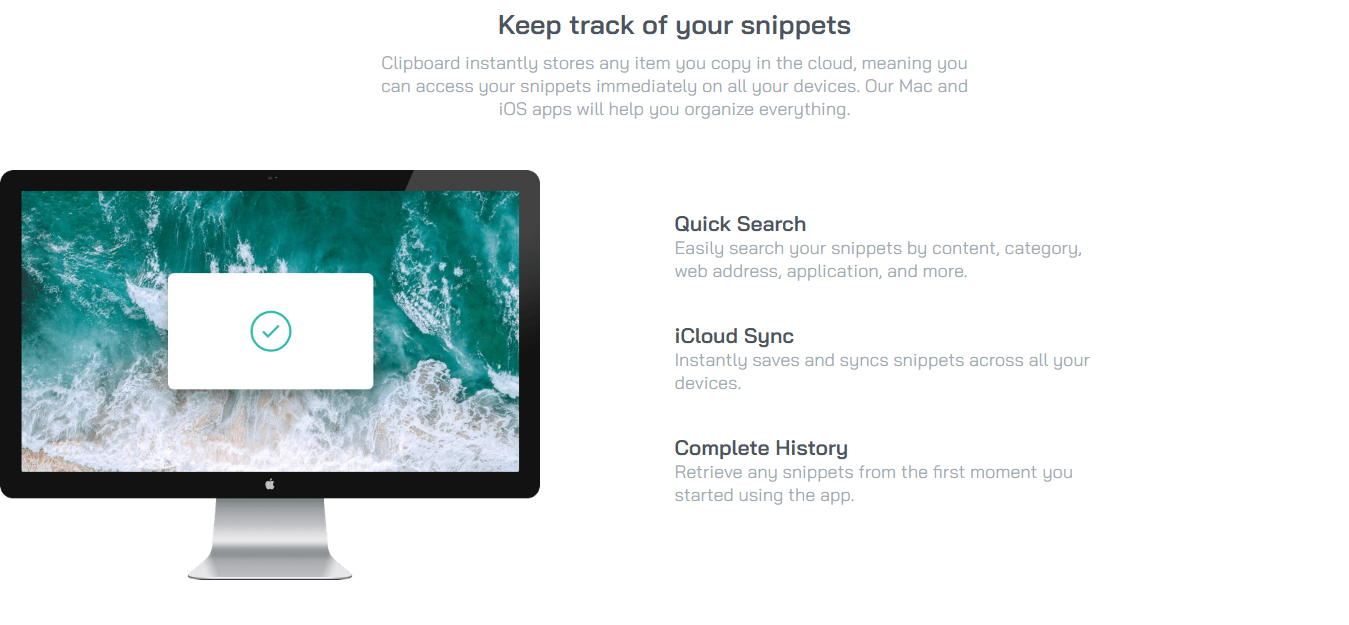 Keep track of your snippets
Clipboard instantly stores any item you copy in the cloud, meaning you
can access your snippets immediately on all your devices. Our Mac and
iOS apps will help you organize everything.
Quick Search
Easily search your snippets by content, category,
web address, application, and more.
iCloud Sync
Instantly saves and syncs snippets across all your
devices.
Complete History
Retrieve any snippets from the first moment you
started using the app.